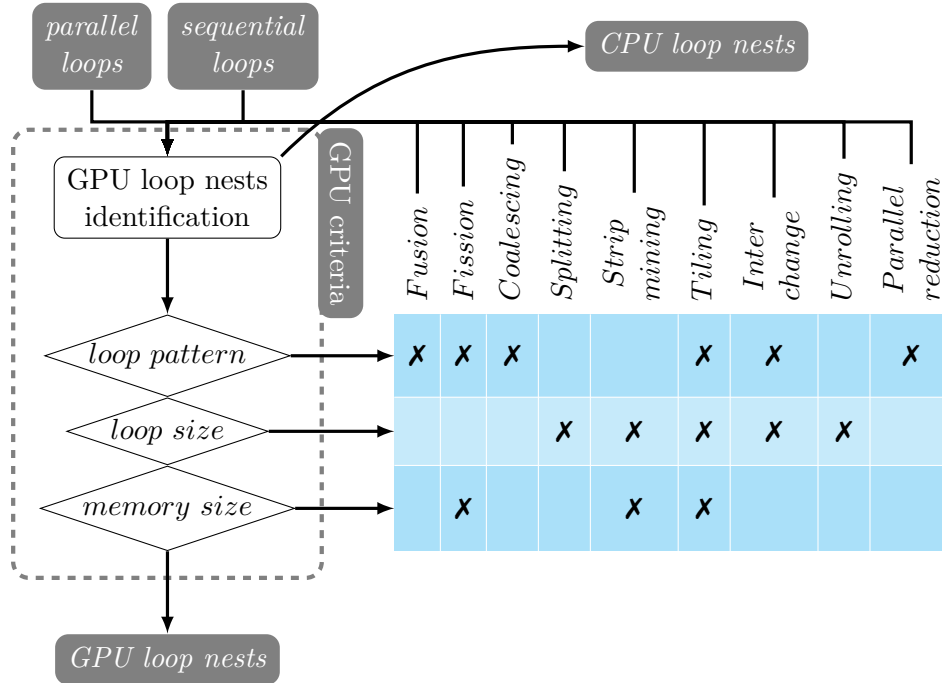 parallel
loops
sequential
loops
CPU loop nests
GPU loop nests
identification
GPU criteria
Fusion
Fission
Coalescing
Splitting
Strip
mining
Tiling
Inter
change
Unrolling
Parallel
reduction
loop pattern
✗ ✗ ✗ ✗ ✗ ✗
loop size
✗ ✗ ✗ ✗ ✗
memory size
✗ ✗ ✗
GPU loop nests